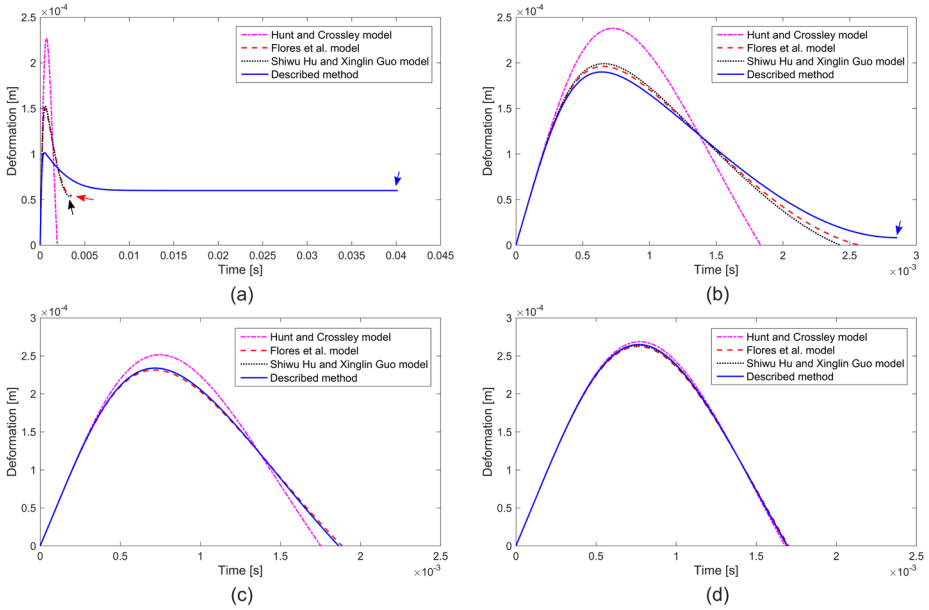 ×10⁻⁴
2.5
2
1.5
1
0.5
0
Deformation [m]
Hunt and Crossley model
Flores et al. model
Shiwu Hu and Xinglin Guo model
Described method
0 0.005 0.01 0.015 0.02 0.025 0.03 0.035 0.04 0.045
Time [s]
(a)
×10⁻⁴
2.5
2
1.5
1
0.5
0
Deformation [m]
Hunt and Crossley model
Flores et al. model
Shiwu Hu and Xinglin Guo model
Described method
0 0.5 1 1.5 2 2.5 3
Time [s]
×10⁻³
(b)
×10⁻⁴
3
2.5
2
1.5
1
0.5
0
Deformation [m]
Hunt and Crossley model
Flores et al. model
Shiwu Hu and Xinglin Guo model
Described method
0 0.5 1 1.5 2 2.5
Time [s]
×10⁻³
(c)
×10⁻⁴
3
2.5
2
1.5
1
0.5
0
Deformation [m]
Hunt and Crossley model
Flores et al. model
Shiwu Hu and Xinglin Guo model
Described method
0 0.5 1 1.5 2 2.5
Time [s]
×10⁻³
(d)